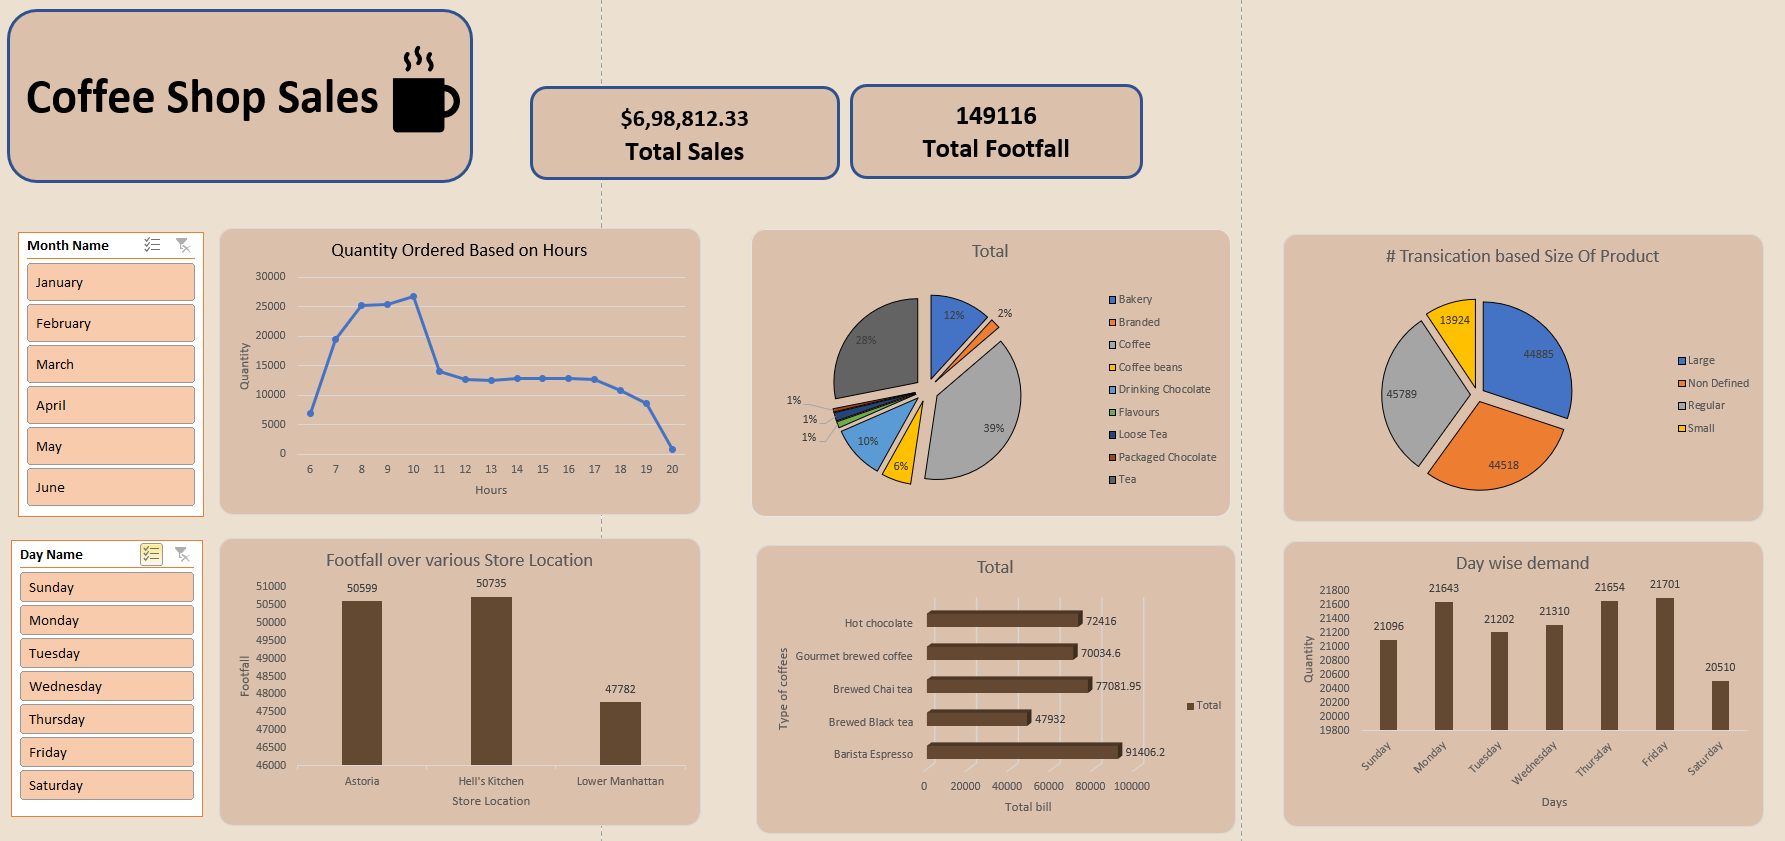 Coffee Shop Sales
$6,98,812.33
Total Sales
149116
Total Footfall
Month Name
January
February
March
April
May
June
Day Name
Sunday
Monday
Tuesday
Wednesday
Thursday
Friday
Saturday
Quantity Ordered Based on Hours
Quantity
30000
25000
20000
15000
10000
5000
0
6 7 8 9 10 11 12 13 14 15 16 17 18 19 20
Hours
Total
12%
2%
28%
39%
1%
1%
1%
10%
6%
Bakery
Branded
Coffee
Coffee beans
Drinking Chocolate
Flavours
Loose Tea
Packaged Chocolate
Tea
# Transication based Size Of Product
13924
44885
45789
44518
Large
Non Defined
Regular
Small
Footfall over various Store Location
Footfall
51000
50500
50000
49500
49000
48500
48000
47500
47000
46500
46000
50599
50735
47782
Astoria Hell's Kitchen Lower Manhattan
Store Location
Total
Type of coffees
Hot chocolate 72416
Gourmet brewed coffee 70034.6
Brewed Chai tea 77081.95
Brewed Black tea 47932
Barista Espresso 91406.2
0 20000 40000 60000 80000 100000
Total bill
Total
Day wise demand
Quantity
21800
21600
21400
21200
21000
20800
20600
20400
20200
20000
19800
21096
21643
21202
21310
21654
21701
20510
Sunday Monday Tuesday Wednesday Thursday Friday Saturday
Days